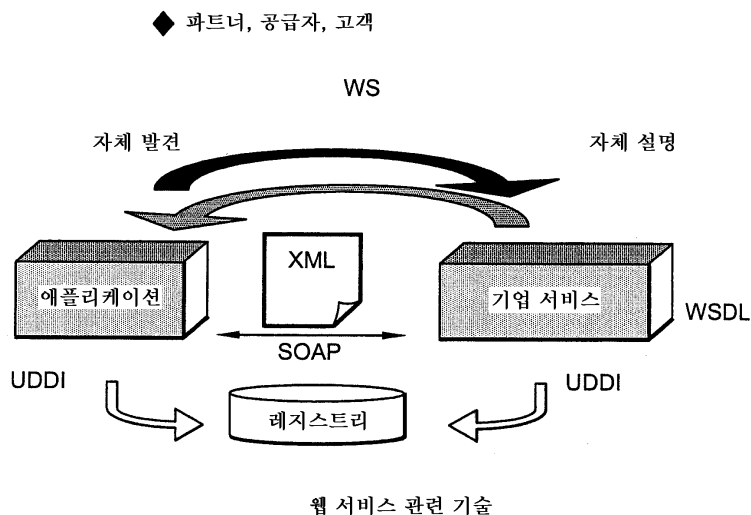 ◆ 파트너, 공급자, 고객
WS
자체 발견
자체 설명
XML
애플리케이션
기업 서비스
WSDL
SOAP
UDDI
UDDI
레지스트리
웹 서비스 관련 기술